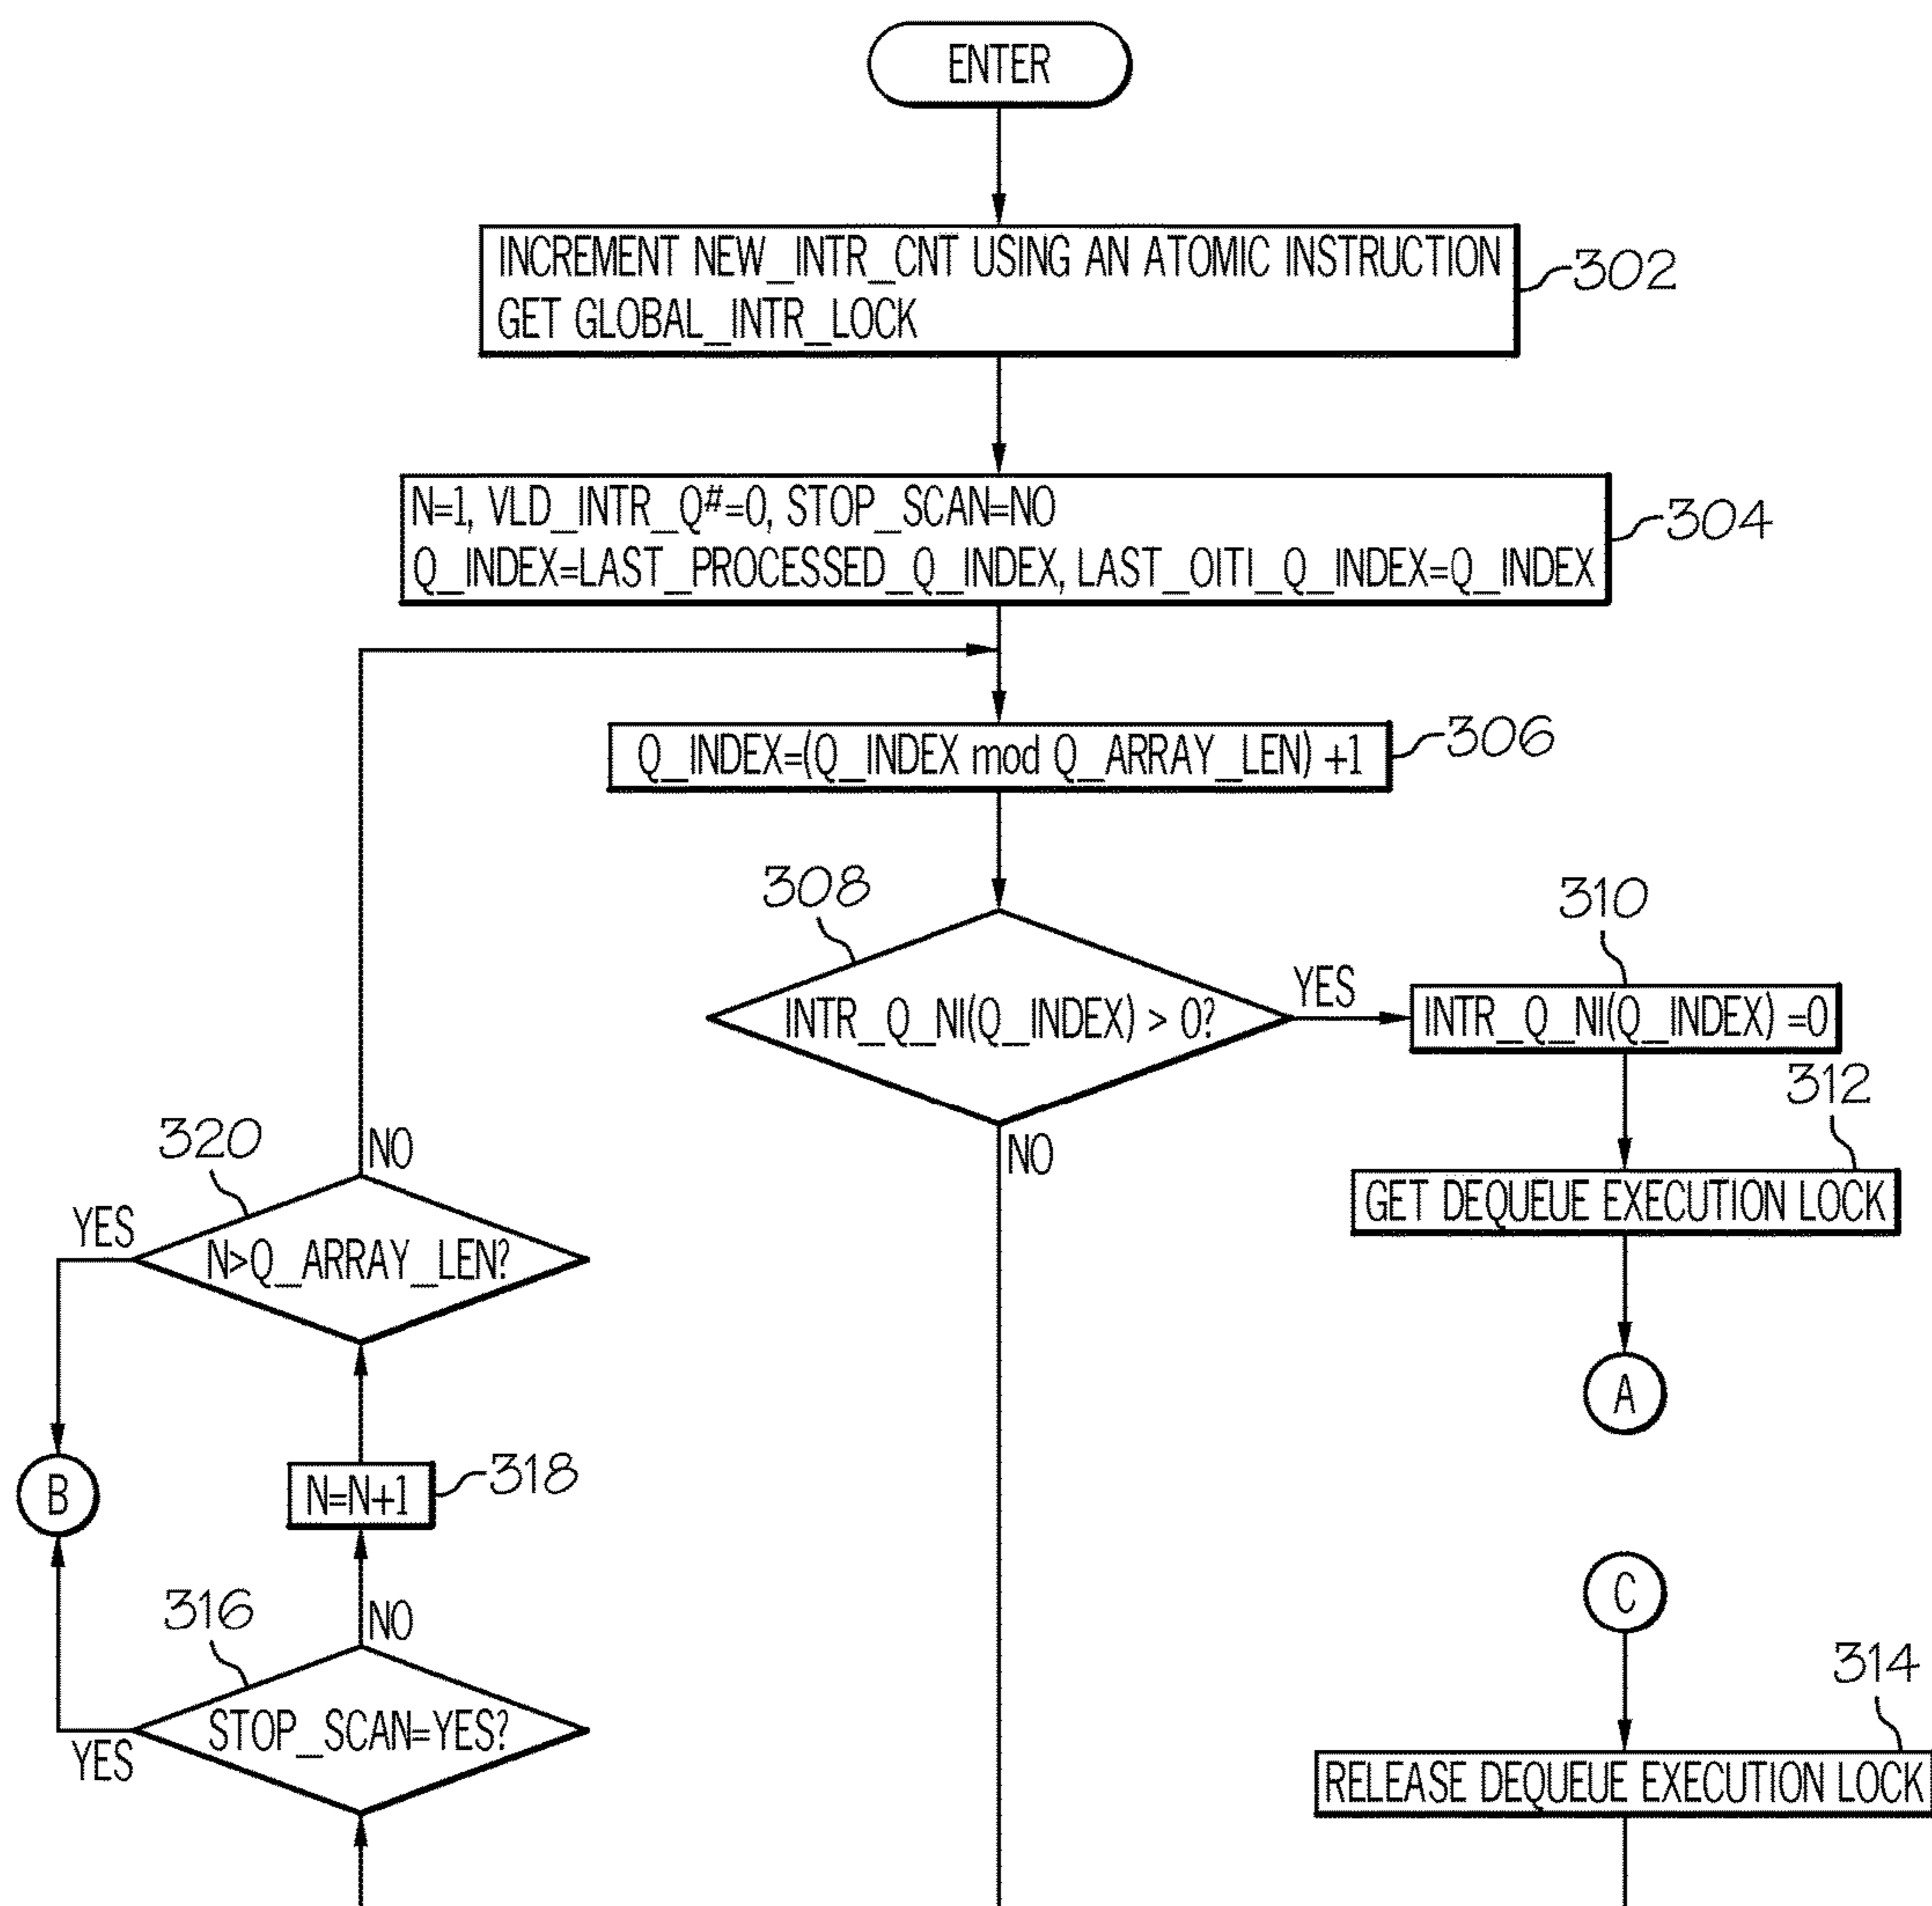 ENTER
INCREMENT NEW_INTR_CNT USING AN ATOMIC INSTRUCTION
GET GLOBAL_INTR_LOCK
302
N=1, VLD_INTR_Q#=0, STOP_SCAN=NO
Q_INDEX=LAST_PROCESSED_Q_INDEX, LAST_OITI_Q_INDEX=Q_INDEX
304
Q_INDEX=(Q_INDEX mod Q_ARRAY_LEN) +1
306
308
INTR_Q_NI(Q_INDEX) > 0?
YES
NO
310
INTR_Q_NI(Q_INDEX) =0
312
GET DEQUEUE EXECUTION LOCK
A
320
NO
YES
N>Q_ARRAY_LEN?
B
N=N+1
318
316
NO
STOP_SCAN=YES?
YES
C
314
RELEASE DEQUEUE EXECUTION LOCK